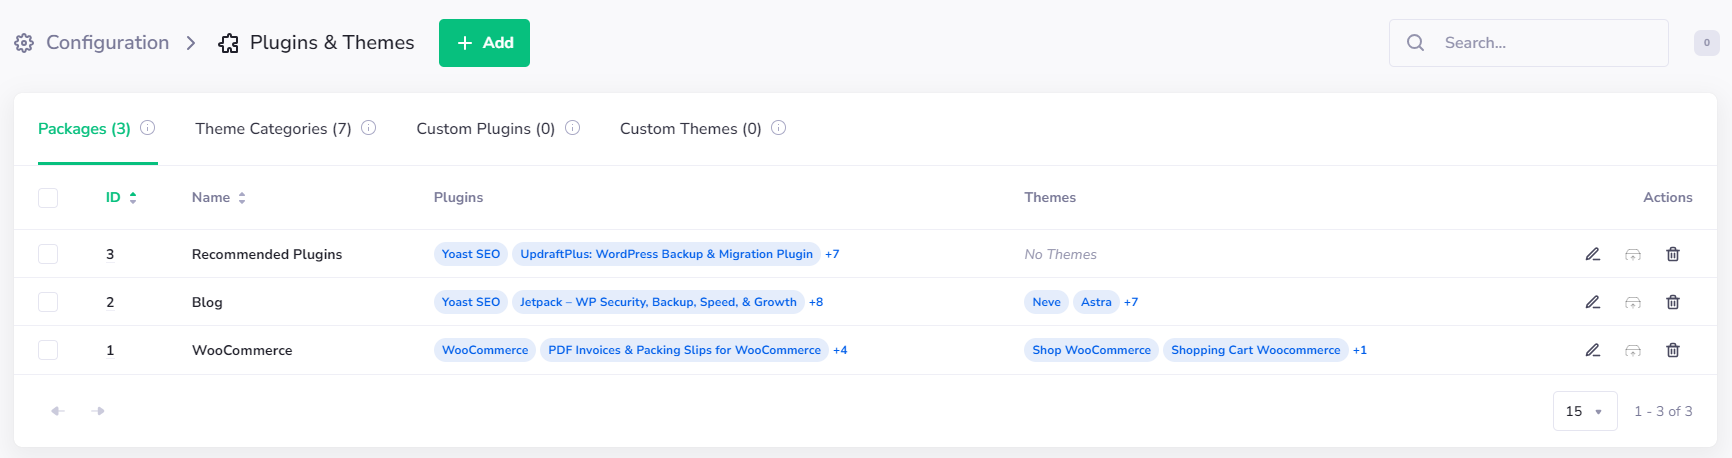 Configuration > Plugins & Themes + Add Search... 0
Packages (3) Theme Categories (7) Custom Plugins (0) Custom Themes (0)
ID Name Plugins Themes Actions
3 Recommended Plugins Yoast SEO UpdraftPlus: WordPress Backup & Migration Plugin +7 No Themes
2 Blog Yoast SEO Jetpack – WP Security, Backup, Speed, & Growth +8 Neve Astra +7
1 WooCommerce WooCommerce PDF Invoices & Packing Slips for WooCommerce +4 Shop WooCommerce Shopping Cart Woocommerce +1
15 1 - 3 of 3